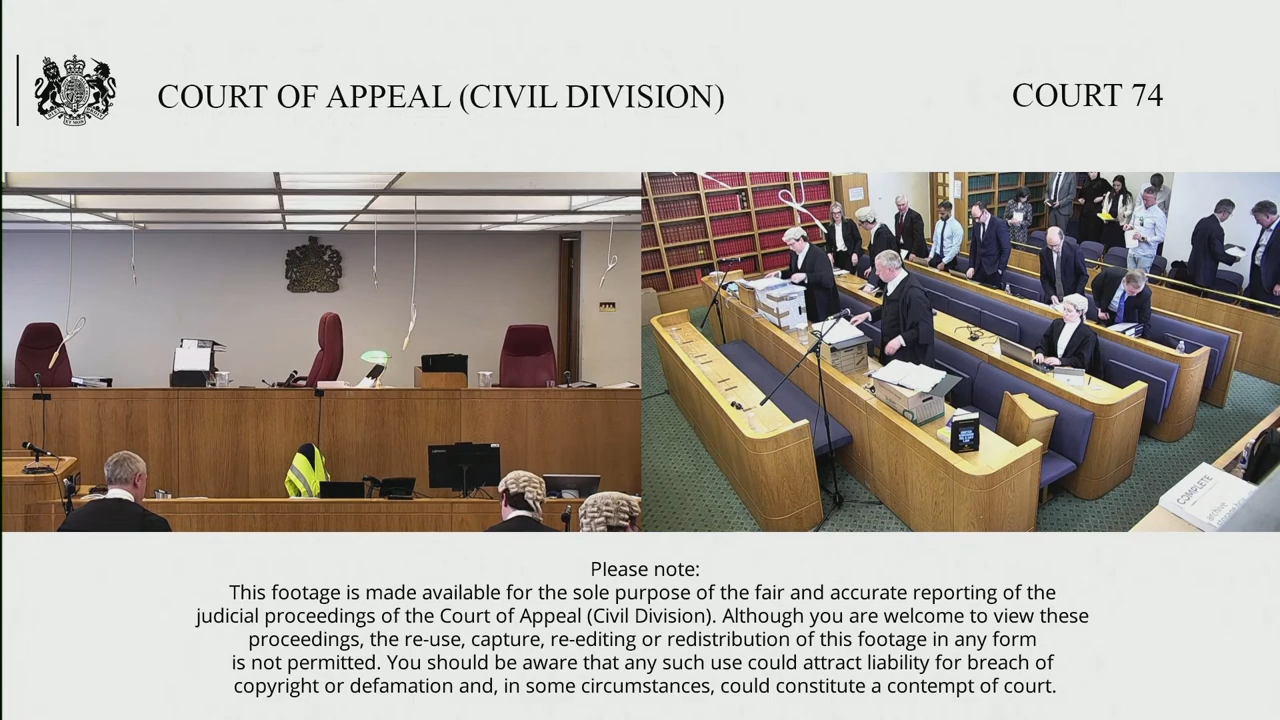 COURT OF APPEAL (CIVIL DIVISION)
COURT 74
COMPLETE
archive
Please note:
This footage is made available for the sole purpose of the fair and accurate reporting of the
judicial proceedings of the Court of Appeal (Civil Division). Although you are welcome to view these
proceedings, the re-use, capture, re-editing or redistribution of this footage in any form
is not permitted. You should be aware that any such use could attract liability for breach of
copyright or defamation and, in some circumstances, could constitute a contempt of court.